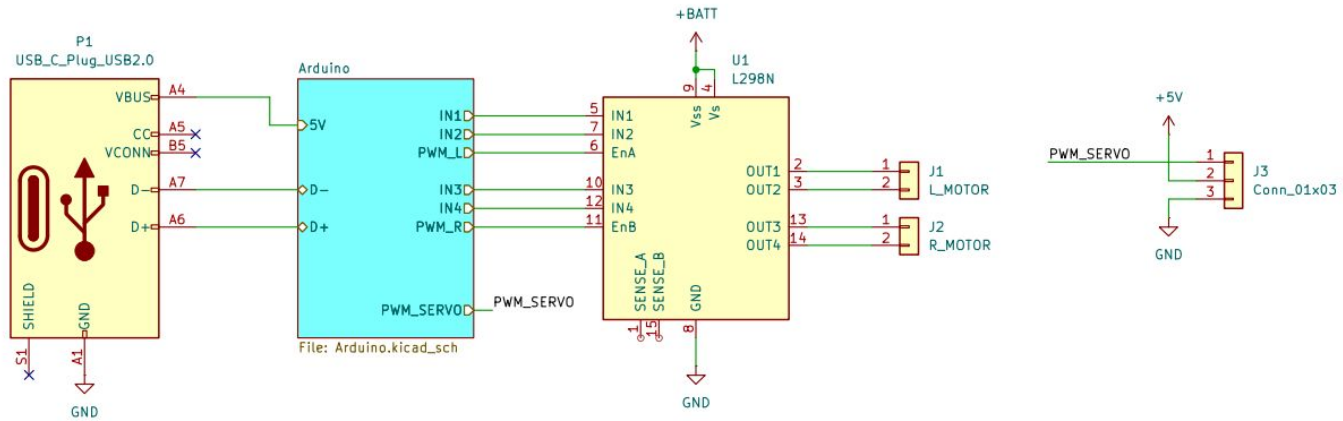 P1
USB_C_Plug_USB2.0
VBUS A4
CC A5
VCONN B5
D- A7
D+ A6
SHIELD
GND
S1
A1
GND
Arduino
5V
D-
D+
IN1
IN2
PWM_L
IN3
IN4
PWM_R
PWM_SERVO
PWM_SERVO
File: Arduino.kicad_sch
+BATT
U1
L298N
9
4
Vss
Vs
5 IN1
7 IN2
6 EnA
10 IN3
12 IN4
11 EnB
OUT1 2
OUT2 3
OUT3 13
OUT4 14
SENSE_A
SENSE_B
GND
1
15
8
GND
1
2
J1
L_MOTOR
1
2
J2
R_MOTOR
+5V
PWM_SERVO
1
2
3
J3
Conn_01x03
GND